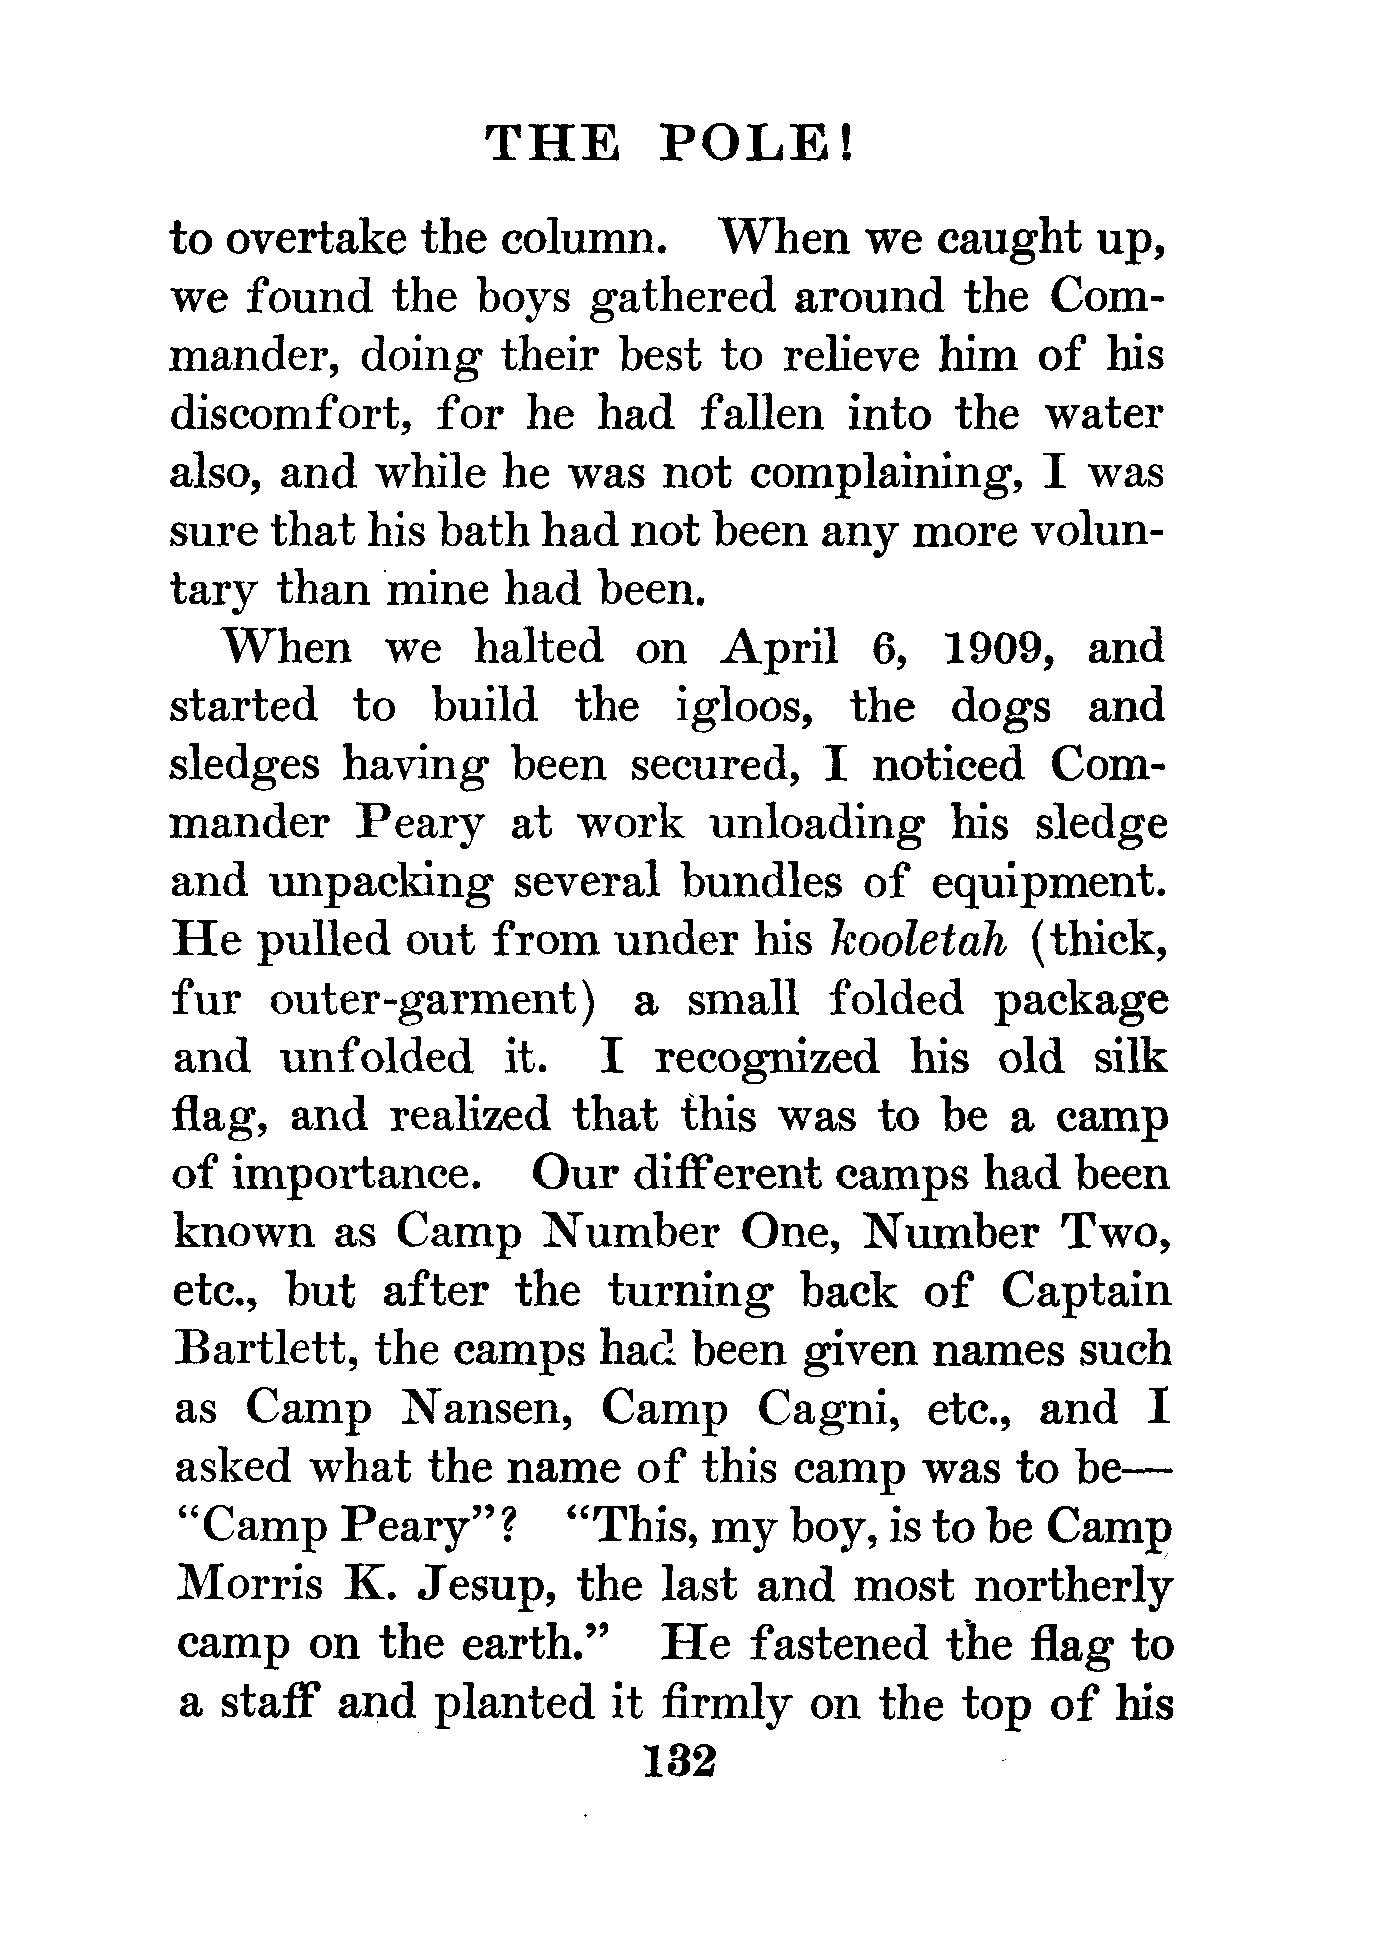 THE POLE!
to overtake the column. When we caught up,
we found the boys gathered around the Com-
mander, doing their best to relieve him of his
discomfort, for he had fallen into the water
also, and while he was not complaining, I was
sure that his bath had not been any more volun-
tary than mine had been.
When we halted on April 6, 1909, and
started to build the igloos, the dogs and
sledges having been secured, I noticed Com-
mander Peary at work unloading his sledge
and unpacking several bundles of equipment.
He pulled out from under his kooletah (thick,
fur outer-garment) a small folded package
and unfolded it. I recognized his old silk
flag, and realized that this was to be a camp
of importance. Our different camps had been
known as Camp Number One, Number Two,
etc., but after the turning back of Captain
Bartlett, the camps had been given names such
as Camp Nansen, Camp Cagni, etc., and I
asked what the name of this camp was to be—
“Camp Peary”? “This, my boy, is to be Camp
Morris K. Jesup, the last and most northerly
camp on the earth.” He fastened the flag to
a staff and planted it firmly on the top of his
132